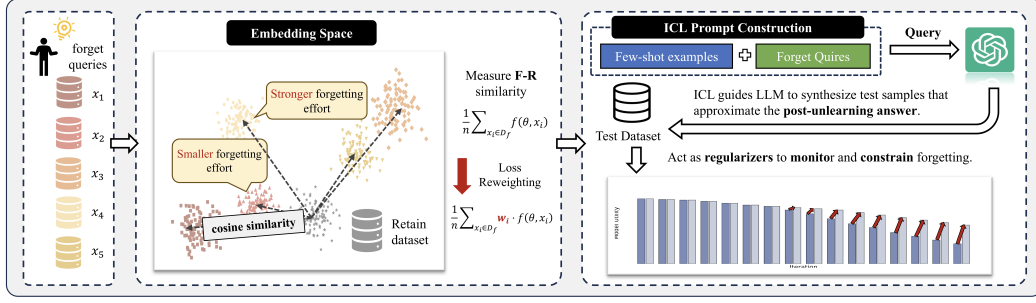 forget
queries
x1
x2
x3
x4
x5
Embedding Space
Stronger forgetting
effort
Smaller forgetting
effort
cosine similarity
Retain
dataset
Measure F-R
similarity
1/n ∑xi∈Df f(θ, xi)
Loss
Reweighting
1/n ∑xi∈Df wi · f(θ, xi)
ICL Prompt Construction
Few-shot examples
Forget Quires
Query
ICL guides LLM to synthesize test samples that
approximate the post-unlearning answer.
Test Dataset
Act as regularizers to monitor and constrain forgetting.
Model Utility
Iteration